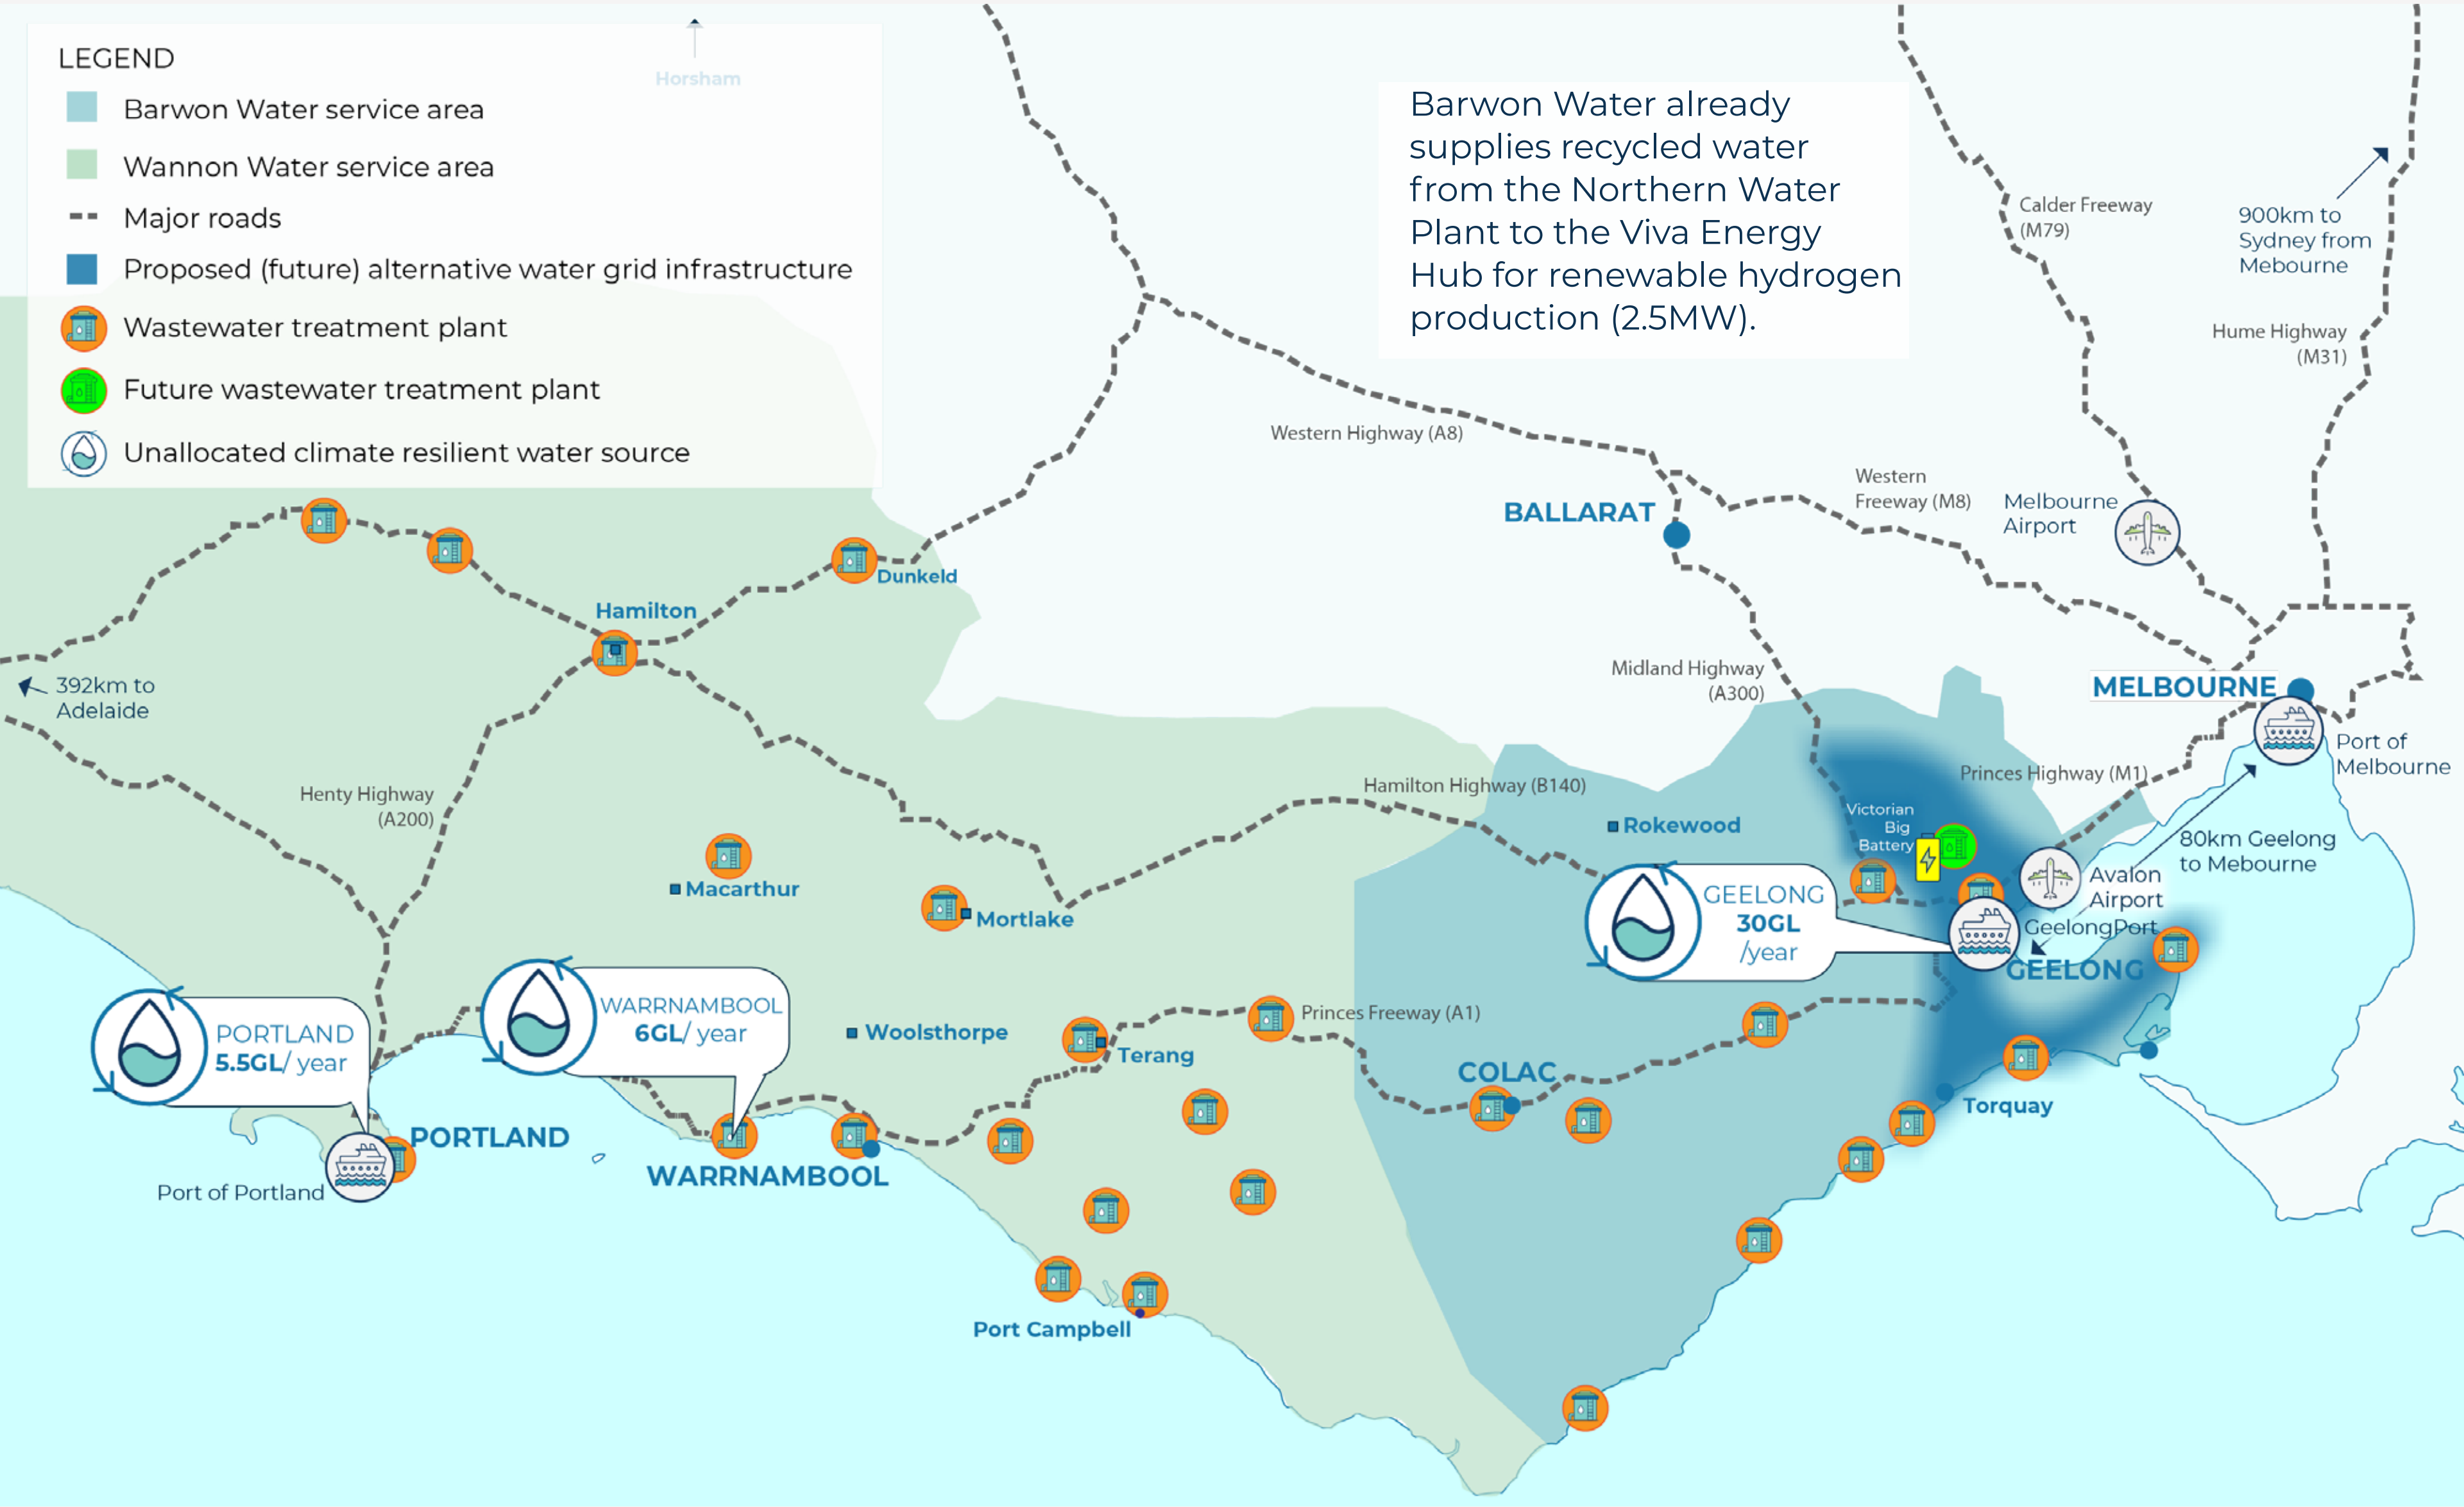 LEGEND
Barwon Water service area
Wannon Water service area
Major roads
Proposed (future) alternative water grid infrastructure
Wastewater treatment plant
Future wastewater treatment plant
Unallocated climate resilient water source
Horsham
Barwon Water already
supplies recycled water
from the Northern Water
Plant to the Viva Energy
Hub for renewable hydrogen
production (2.5MW).
Calder Freeway
(M79)
900km to
Sydney from
Mebourne
Hume Highway
(M31)
Western Highway (A8)
Western
Freeway (M8)
Melbourne
Airport
BALLARAT
Dunkeld
Hamilton
392km to
Adelaide
Midland Highway
(A300)
MELBOURNE
Port of
Melbourne
Henty Highway
(A200)
Hamilton Highway (B140)
Princes Highway (M1)
Victorian
Big
Battery
Rokewood
80km Geelong
to Mebourne
Avalon
Airport
Macarthur
Mortlake
GEELONG
30GL
/year
GeelongPort
GEELONG
PORTLAND
5.5GL/ year
WARRNAMBOOL
6GL/ year
Woolsthorpe
Terang
Princes Freeway (A1)
COLAC
Torquay
PORTLAND
Port of Portland
WARRNAMBOOL
Port Campbell